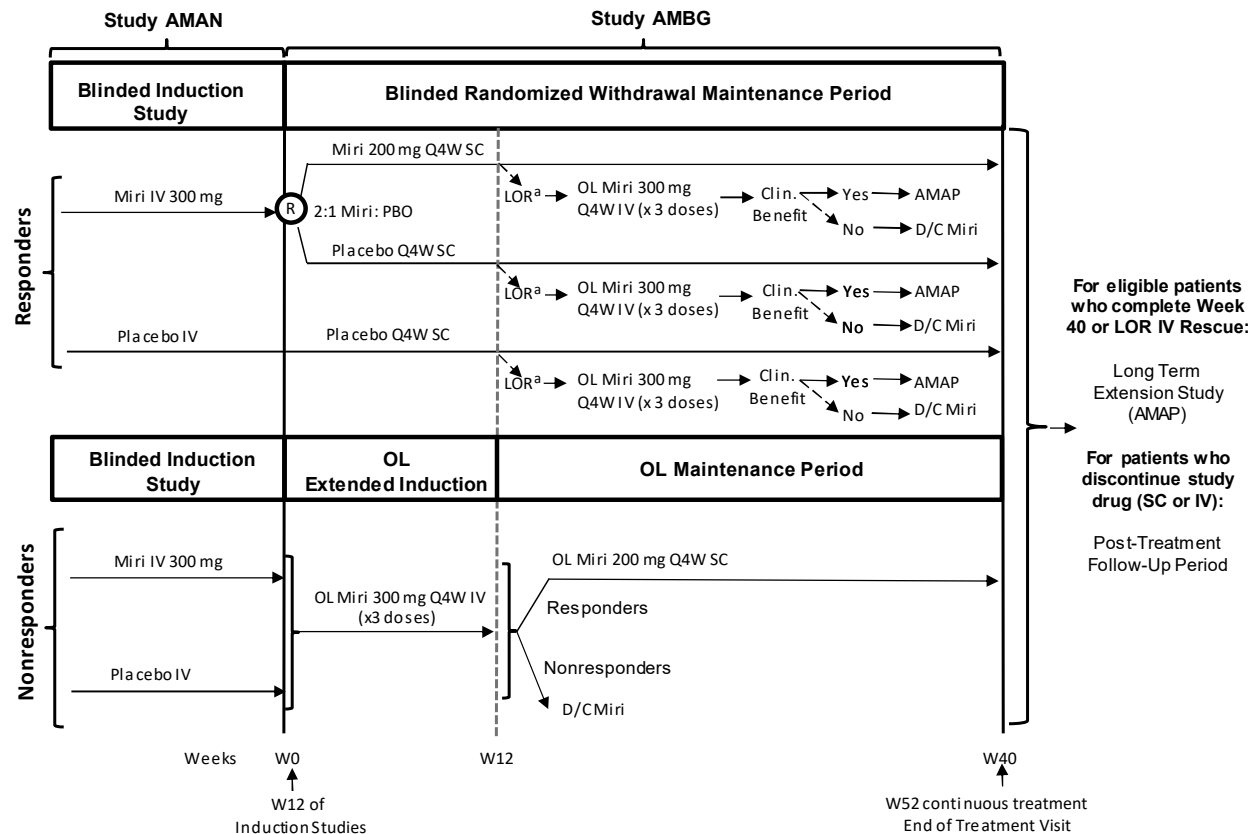 Study AMAN
Study AMBG
Blinded Induction
Study
Blinded Randomized Withdrawal Maintenance Period
Responders
Miri IV 300 mg
R
2:1 Miri: PBO
Miri 200 mg Q4W SC
LORa
OL Miri 300 mg
Q4W IV (x 3 doses)
Clin.
Benefit
Yes
AMAP
No
D/C Miri
Placebo Q4W SC
LORa
OL Miri 300 mg
Q4W IV (x 3 doses)
Clin.
Benefit
Yes
AMAP
No
D/C Miri
Placebo IV
Placebo Q4W SC
LORa
OL Miri 300 mg
Q4W IV (x 3 doses)
Clin.
Benefit
Yes
AMAP
No
D/C Miri
Blinded Induction
Study
OL
Extended Induction
OL Maintenance Period
Nonresponders
Miri IV 300 mg
Placebo IV
OL Miri 300 mg Q4W IV
(x3 doses)
OL Miri 200 mg Q4W SC
Responders
Nonresponders
D/C Miri
For eligible patients
who complete Week
40 or LOR IV Rescue:
Long Term
Extension Study
(AMAP)
For patients who
discontinue study
drug (SC or IV):
Post-Treatment
Follow-Up Period
Weeks
W0
W12
W40
W12 of
Induction Studies
W52 continuous treatment
End of Treatment Visit